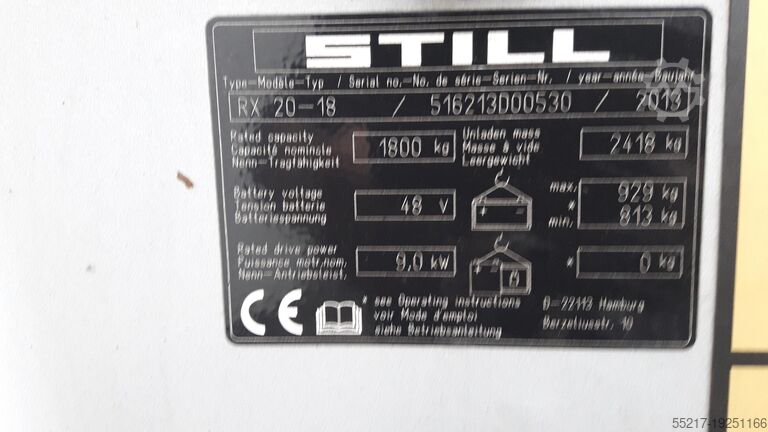 STILL
Type-Modèle-Typ / Serial no.-No. de série-Serien-Nr. / year-année-Baujahr
RX 20-18 / 516213D00530 / 2013
Rated capacity
Capacité nominale
Nenn-Tragfähigkeit
1800 kg
Unladen mass
Masse à vide
Leergewicht
2418 kg
Battery voltage
Tension batterie
Batteriespannung
48 V
max. 929 kg
*
min. 813 kg
Rated drive power
Puissance motr.nom.
Nenn-Antriebsleist.
9,0 kW
* 0 kg
CE
* see Operating instructions
voir Mode d'emploi
siehe Betriebsanleitung
D-22113 Hamburg
Berzeliusstr. 10
55217-19251166